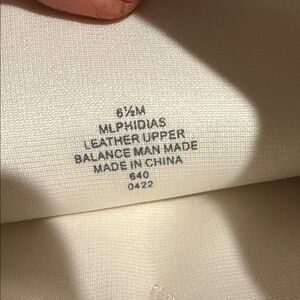 6½M
MLPHIDIAS
LEATHER UPPER
BALANCE MAN MADE
MADE IN CHINA
640
0422